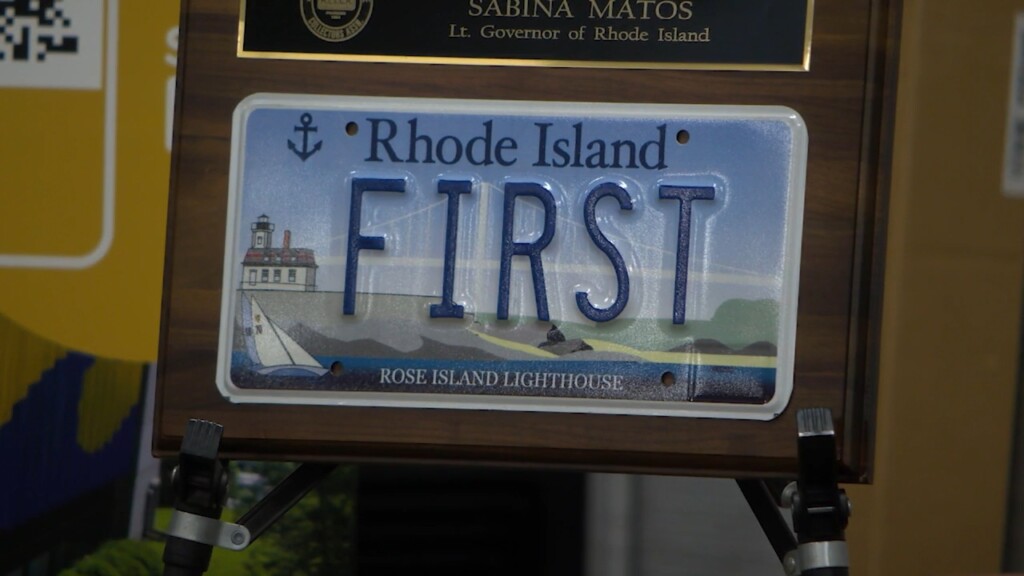 SABINA MATOS
Lt. Governor of Rhode Island
Rhode Island
FIRST
ROSE ISLAND LIGHTHOUSE